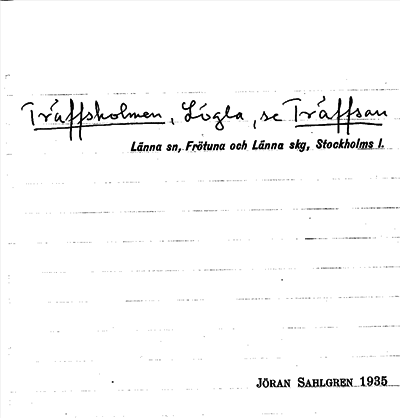 Träffsholmen, Lögla, se Träffsan
Länna sn, Frötuna och Länna skg, Stockholms l.
JÖRAN SAHLGREN 1935